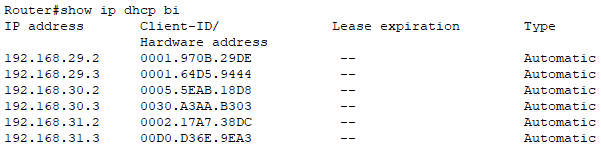 Router#show ip dhcp bi
IP address       Client-ID/              Lease expiration        Type
                 Hardware address
192.168.29.2     0001.970B.29DE           --                     Automatic
192.168.29.3     0001.64D5.9444           --                     Automatic
192.168.30.2     0005.5EAB.18D8           --                     Automatic
192.168.30.3     0030.A3AA.B303           --                     Automatic
192.168.31.2     0002.17A7.38DC           --                     Automatic
192.168.31.3     00D0.D36E.9EA3           --                     Automatic